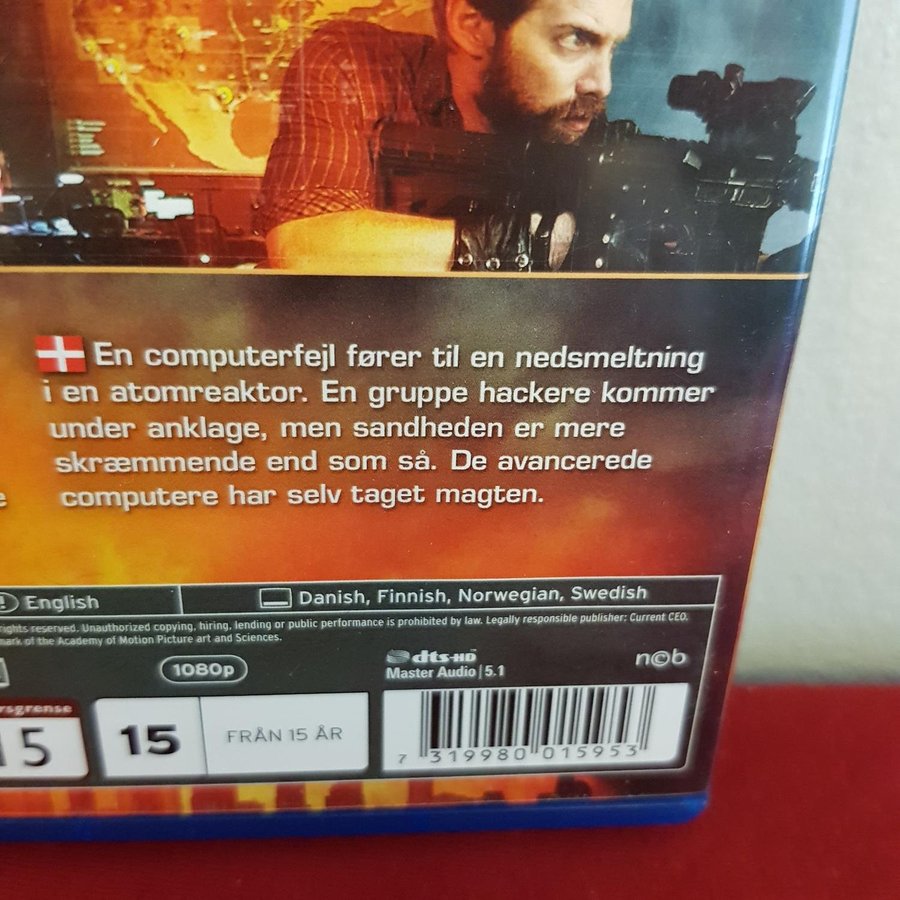 En computerfejl fører til en nedsmeltning
i en atomreaktor. En gruppe hackere kommer
under anklage, men sandheden er mere
skræmmende end som så. De avancerede
computere har selv taget magten.
e
English
Danish, Finnish, Norwegian, Swedish
rights reserved. Unauthorized copying, hiring, lending or public performance is prohibited by law. Legally responsible publisher: Current CEO.
mark of the Academy of Motion Picture art and Sciences.
1080p
dts-HD
Master Audio | 5.1
n©b
rsgrense
15
15
FRÅN 15 ÅR
7 319980 015953